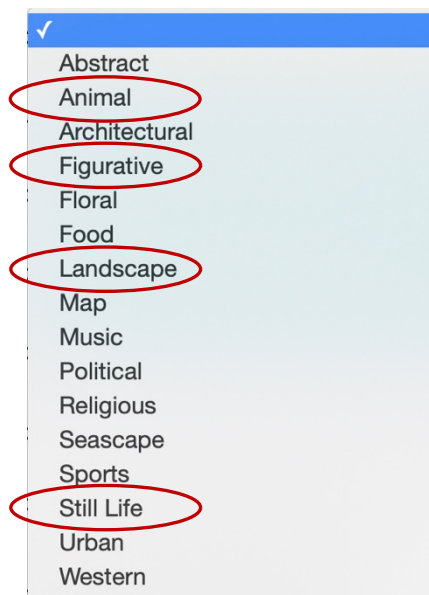 ✓
Abstract
Animal
Architectural
Figurative
Floral
Food
Landscape
Map
Music
Political
Religious
Seascape
Sports
Still Life
Urban
Western